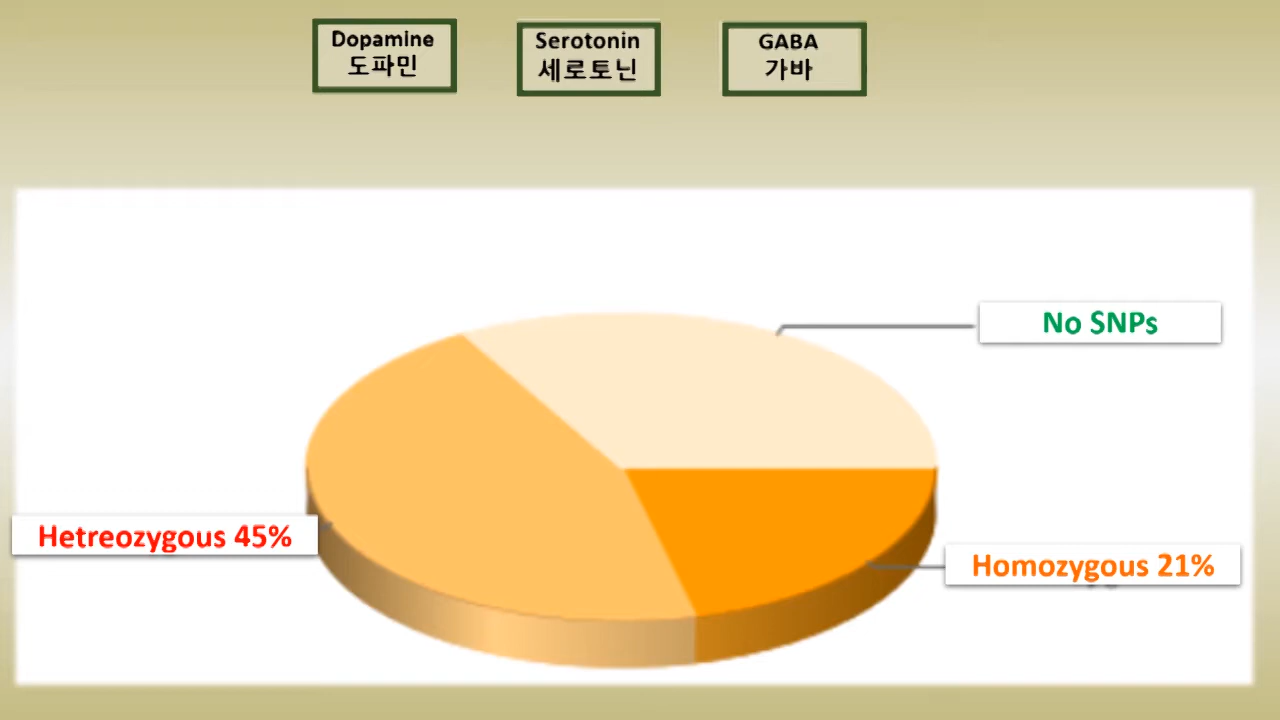 Dopamine
도파민
Serotonin
세로토닌
GABA
가바
No SNPs
Hetreozygous 45%
Homozygous 21%